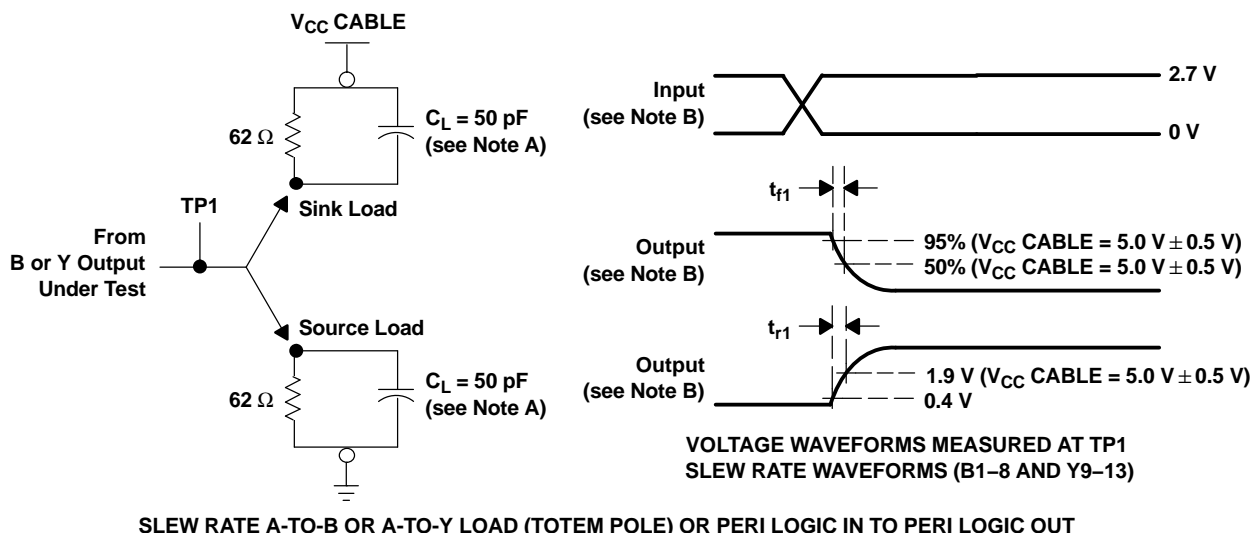 VCC CABLE
62 Ω
CL = 50 pF
(see Note A)
Sink Load
TP1
From
B or Y Output
Under Test
Source Load
62 Ω
CL = 50 pF
(see Note A)
Input
(see Note B)
2.7 V
0 V
tf1
Output
(see Note B)
95% (VCC CABLE = 5.0 V ± 0.5 V)
50% (VCC CABLE = 5.0 V ± 0.5 V)
tr1
Output
(see Note B)
1.9 V (VCC CABLE = 5.0 V ± 0.5 V)
0.4 V
VOLTAGE WAVEFORMS MEASURED AT TP1
SLEW RATE WAVEFORMS (B1–8 AND Y9–13)
SLEW RATE A-TO-B OR A-TO-Y LOAD (TOTEM POLE) OR PERI LOGIC IN TO PERI LOGIC OUT